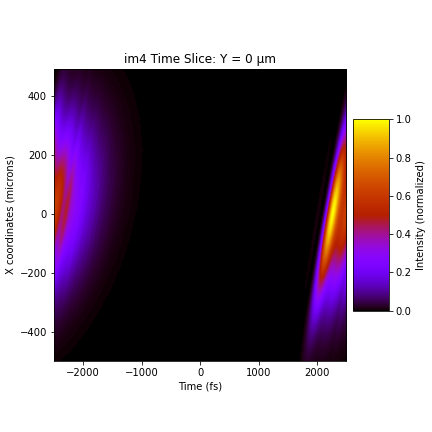 im4 Time Slice: Y = 0 μm
400
200
0
−200
−400
X coordinates (microns)
−2000 −1000 0 1000 2000
Time (fs)
1.0
0.8
0.6
0.4
0.2
0.0
Intensity (normalized)